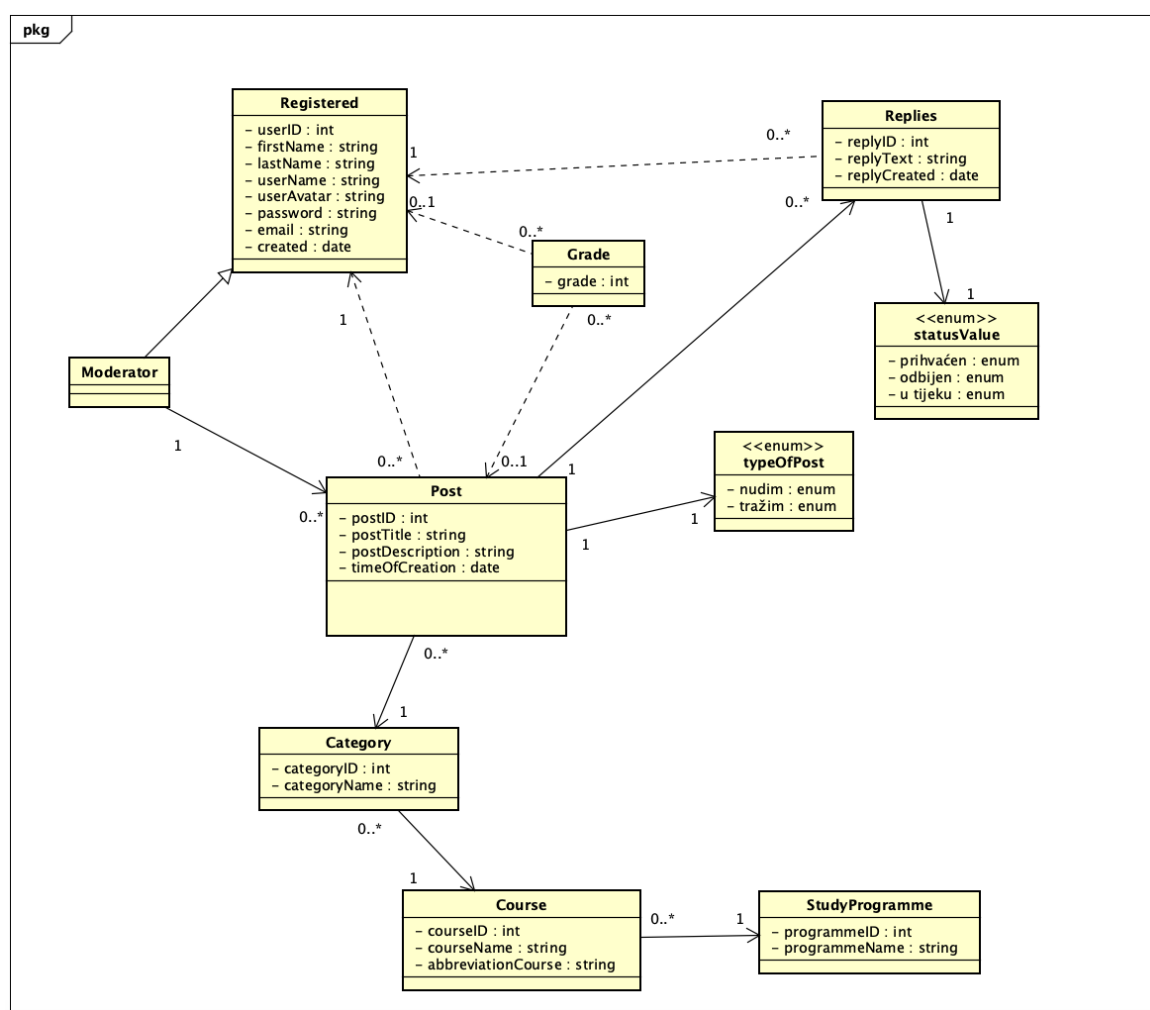 pkg
Registered
– userID : int
– firstName : string
– lastName : string
– userName : string
– userAvatar : string
– password : string
– email : string
– created : date
Replies
– replyID : int
– replyText : string
– replyCreated : date
0..*
1
0..1
0..*
0..*
Grade
– grade : int
0..*
1
1
<<enum>>
statusValue
– prihvaćen : enum
– odbijen : enum
– u tijeku : enum
1
Moderator
1
0..*
0..1
1
<<enum>>
typeOfPost
– nudim : enum
– tražim : enum
Post
– postID : int
– postTitle : string
– postDescription : string
– timeOfCreation : date
0..*
1
1
0..*
1
Category
– categoryID : int
– categoryName : string
0..*
1
Course
– courseID : int
– courseName : string
– abbreviationCourse : string
0..*
1
StudyProgramme
– programmeID : int
– programmeName : string